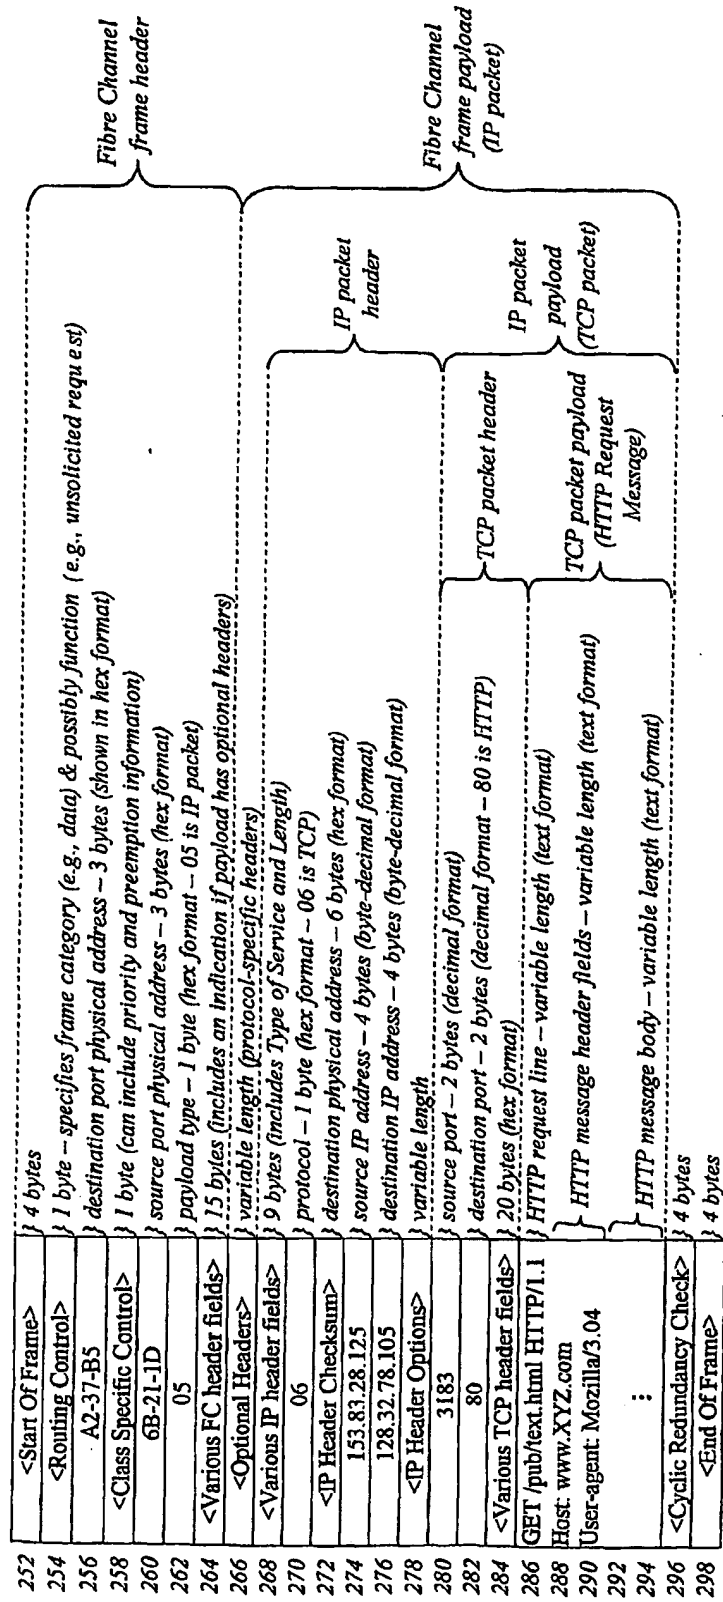 252 <Start Of Frame> } 4 bytes
254 <Routing Control> } 1 byte – specifies frame category (e.g., data) & possibly function (e.g., unsolicited request)
256 A2-37-B5 } destination port physical address – 3 bytes (shown in hex format)
258 <Class Specific Control> } 1 byte (can include priority and preemption information)
260 6B-21-1D } source port physical address – 3 bytes (hex format)
262 05 } payload type – 1 byte (hex format – 05 is IP packet)
264 <Various FC header fields> } 15 bytes (includes an indication if payload has optional headers)
266 <Optional Headers> } variable length (protocol-specific headers)
268 <Various IP header fields> } 9 bytes (includes Type of Service and Length)
270 06 } protocol – 1 byte (hex format – 06 is TCP)
272 <IP Header Checksum> } destination physical address – 6 bytes (hex format)
274 153.83.28.125 } source IP address – 4 bytes (byte-decimal format)
276 128.32.78.105 } destination IP address – 4 bytes (byte-decimal format)
278 <IP Header Options> } variable length
280 3183 } source port – 2 bytes (decimal format)
282 80 } destination port – 2 bytes (decimal format – 80 is HTTP)
284 <Various TCP header fields> } 20 bytes (hex format)
286 GET /pub/text.html HTTP/1.1 } HTTP request line – variable length (text format)
288 Host: www.XYZ.com
290 User-agent: Mozilla/3.04
HTTP message header fields – variable length (text format)
292
294 ⋮
HTTP message body – variable length (text format)
296 <Cyclic Redundancy Check> } 4 bytes
298 <End Of Frame> } 4 bytes
TCP packet header
TCP packet payload
(HTTP Request
Message)
IP packet
header
IP packet
payload
(TCP packet)
Fibre Channel
frame header
Fibre Channel
frame payload
(IP packet)